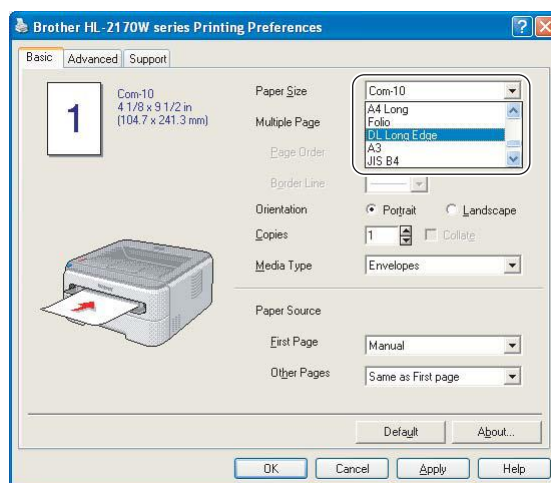 Brother HL-2170W series Printing Preferences
Basic Advanced Support
1
Com-10
4 1/8 x 9 1/2 in
(104.7 x 241.3 mm)
Paper Size Com-10
A4 Long
Folio
DL Long Edge
A3
JIS B4
Multiple Page
Page Order
Border Line
Orientation Portrait Landscape
Copies 1 Collate
Media Type Envelopes
Paper Source
First Page Manual
Other Pages Same as First page
Default About...
OK Cancel Apply Help